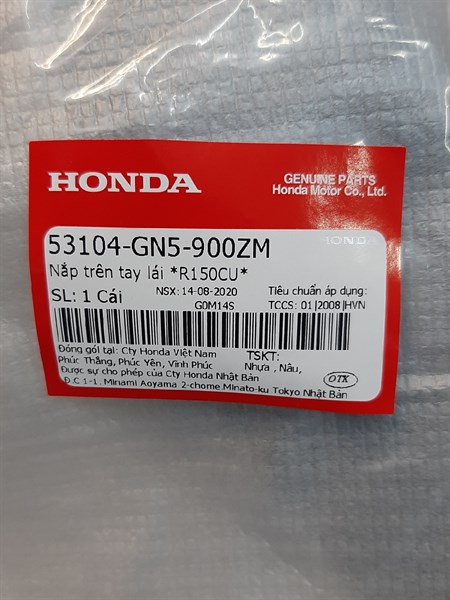 HONDA
GENUINE PARTS
Honda Motor Co., Ltd.
53104-GN5-900ZM
HONDA
Nắp trên tay lái *R150CU*
SL: 1 Cái
NSX: 14-08-2020
G0M14S
Tiêu chuẩn áp dụng:
TCCS: 01|2008|HVN
Đóng gói tại: Cty Honda Việt Nam
Phúc Thắng, Phúc Yên, Vĩnh Phúc
Được sự cho phép của Cty Honda Nhật Bản
Đ.C 1-1. Minami Aoyama 2-chome.Minato-ku Tokyo Nhật Bản
TSKT:
Nhựa , Nâu,
OTK